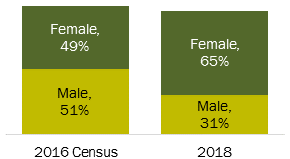 Female,
49%
Male,
51%
2016 Census
Female,
65%
Male,
31%
2018